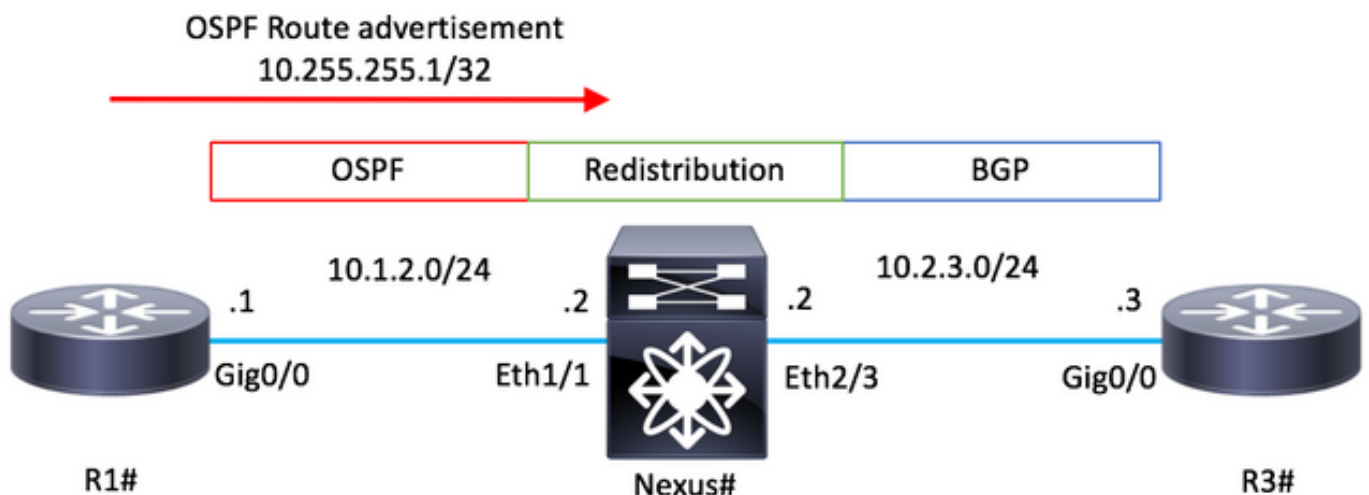 OSPF Route advertisement
10.255.255.1/32
OSPF
Redistribution
BGP
10.1.2.0/24
10.2.3.0/24
.1
.2
.2
.3
Gig0/0
Eth1/1
Eth2/3
Gig0/0
R1#
Nexus#
R3#